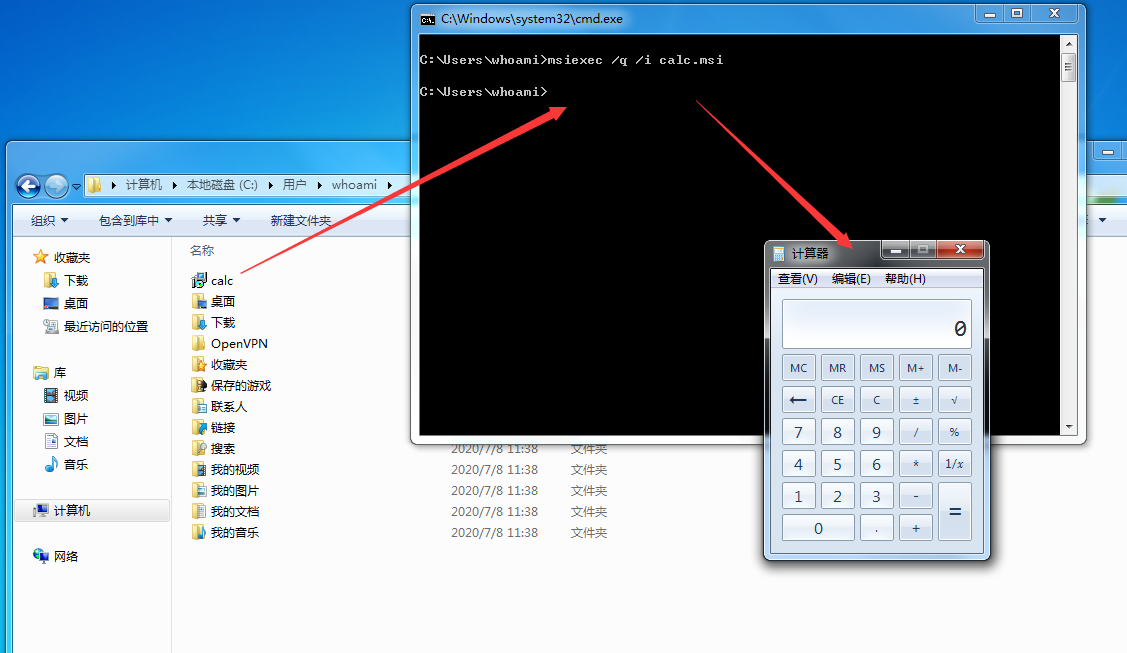 C:\Windows\system32\cmd.exe
C:\Users\whoami>msiexec /q /i calc.msi
C:\Users\whoami>
计算机 本地磁盘 (C:) 用户 whoami
组织 包含到库中 共享 新建文件夹
收藏夹
下载
桌面
最近访问的位置
库
视频
图片
文档
音乐
计算机
网络
名称
calc
桌面
下载
OpenVPN
收藏夹
保存的游戏
联系人
链接
搜索 2020/7/8 11:38 文件夹
我的视频 2020/7/8 11:38 文件夹
我的图片 2020/7/8 11:38 文件夹
我的文档 2020/7/8 11:38 文件夹
我的音乐 2020/7/8 11:38 文件夹
计算器
查看(V) 编辑(E) 帮助(H)
0
MC MR MS M+ M-
← CE C ± √
7 8 9 / %
4 5 6 * 1/x
1 2 3 - =
0 . +